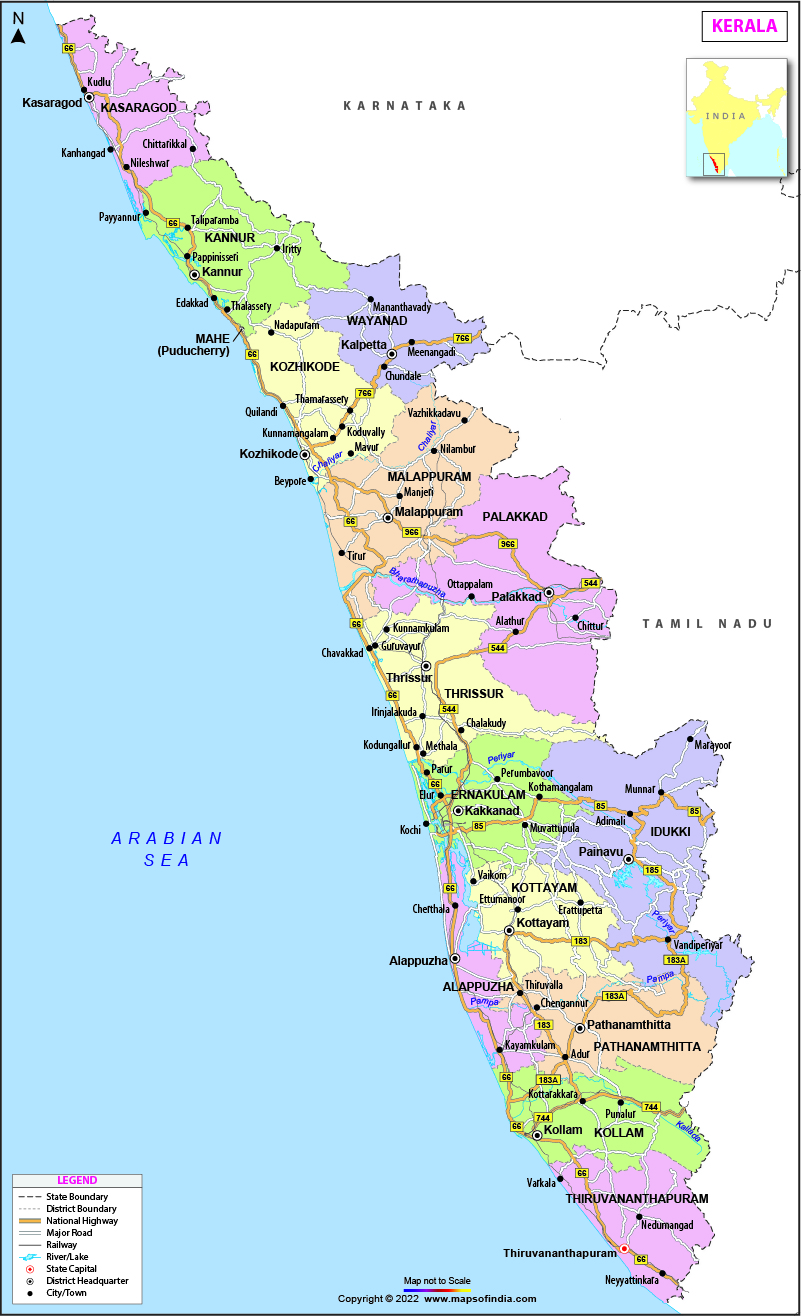 N
KERALA
INDIA
KARNATAKA
66
Kudlu
Kasaragod
KASARAGOD
Kanhangad
Chittarikkal
Nileshwar
Payyannur
66
Taliparamba
KANNUR
Iritty
Pappinisseri
Kannur
Edakkad
Thalassery
Mananthavady
WAYANAD
MAHE
(Puducherry)
Nadapuram
66
Kalpetta
766
Meenangadi
KOZHIKODE
Chundale
766
Thamarassery
Quilandi
Vazhikkadavu
Kunnamangalam
Koduvally
Chaliyar
Kozhikode
Mavur
Nilambur
Chaliyar
Beypore
MALAPPURAM
Manjeri
Malappuram
PALAKKAD
66
966
966
Tirur
Bharathapuzha
Ottappalam
544
Palakkad
TAMIL NADU
66
Kunnamkulam
Alathur
Chittur
Chavakkad
Guruvayur
544
Thrissur
66
THRISSUR
Irinjalakuda
544
Chalakudy
Kodungallur
Methala
Marayoor
Periyar
Parur
Perumbavoor
66
Kothamangalam
Munnar
Elur
ERNAKULAM
85
85
Kakkanad
Adimali
IDUKKI
Kochi
85
Muvattupula
ARABIAN
SEA
Painavu
185
Vaikom
66
KOTTAYAM
Ettumanoor
Erattupetta
Cherthala
Kottayam
Periyar
183
Vandiperiyar
Alappuzha
183A
Pampa
ALAPPUZHA
Thiruvalla
Pampa
Chengannur
183A
183
Pathanamthitta
Kayamkulam
Adur
PATHANAMTHITTA
66
183A
Kottarakkara
744
Punalur
744
66
Kollam
KOLLAM
Kallada
66
Varkala
THIRUVANANTHAPURAM
Nedumangad
Thiruvananthapuram
66
Neyyattinkara
LEGEND
State Boundary
District Boundary
National Highway
Major Road
Railway
River/Lake
State Capital
District Headquarter
City/Town
Map not to Scale
Copyright © 2022 www.mapsofindia.com